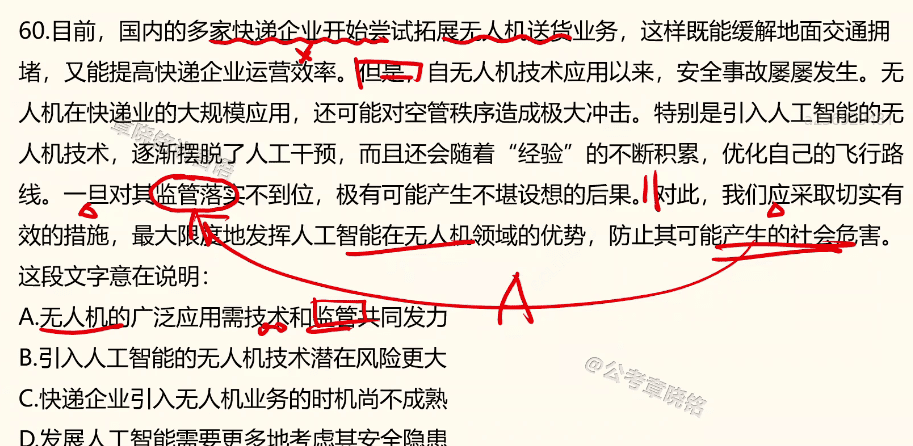 60.目前，国内的多家快递企业开始尝试拓展无人机送货业务，这样既能缓解地面交通拥
堵，又能提高快递企业运营效率。但是，自无人机技术应用以来，安全事故屡屡发生。无
人机在快递业的大规模应用，还可能对空管秩序造成极大冲击。特别是引入人工智能的无
人机技术，逐渐摆脱了人工干预，而且还会随着“经验”的不断积累，优化自己的飞行路
线。一旦对其监管落实不到位，极有可能产生不堪设想的后果。对此，我们应采取切实有
效的措施，最大限度地发挥人工智能在无人机领域的优势，防止其可能产生的社会危害。
这段文字意在说明：
A
A.无人机的广泛应用需技术和监管共同发力
B.引入人工智能的无人机技术潜在风险更大
@公考章晓铭
C.快递企业引入无人机业务的时机尚不成熟
D.发展人工智能需要更多地考虑其安全隐患